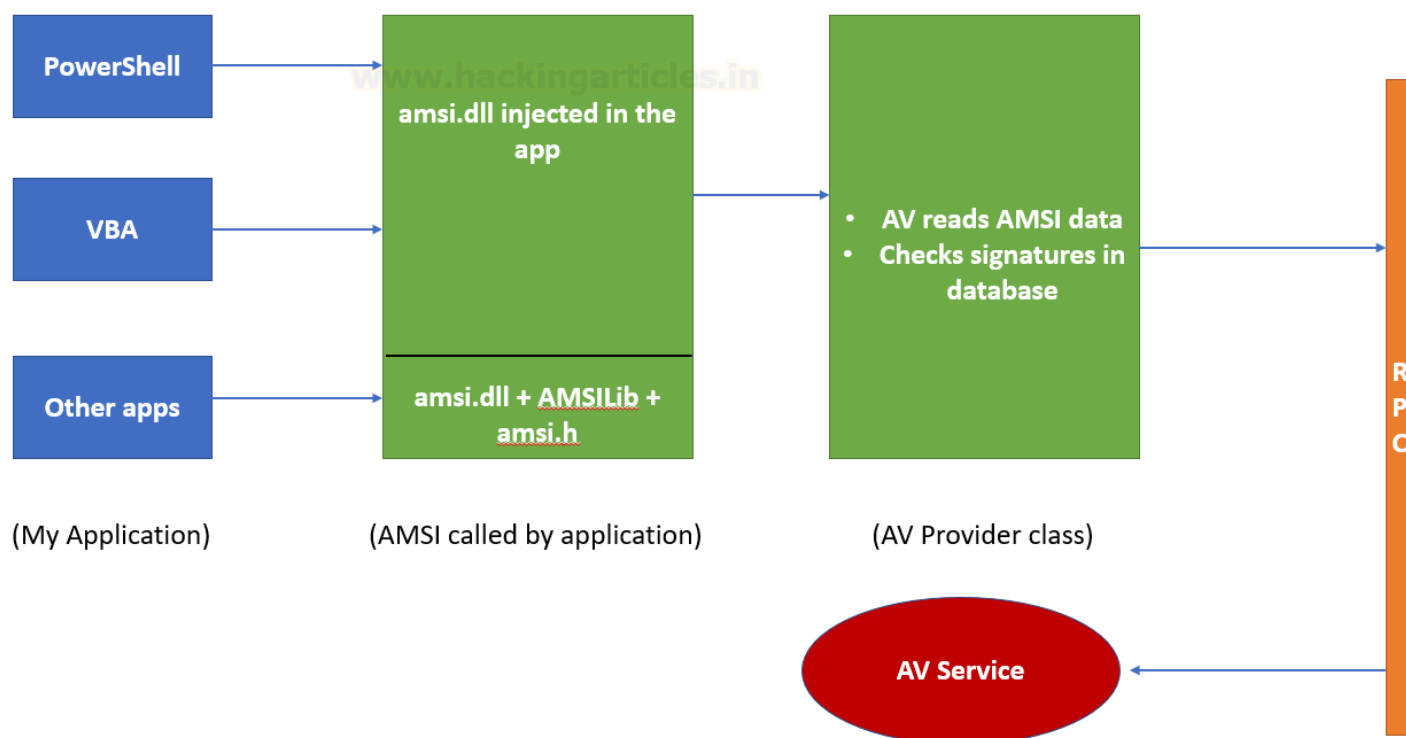 PowerShell
www.hackingarticles.in
amsi.dll injected in the
app
VBA
• AV reads AMSI data
• Checks signatures in
database
Other apps
amsi.dll + AMSILib +
amsi.h
R
P
C
(My Application)
(AMSI called by application)
(AV Provider class)
AV Service